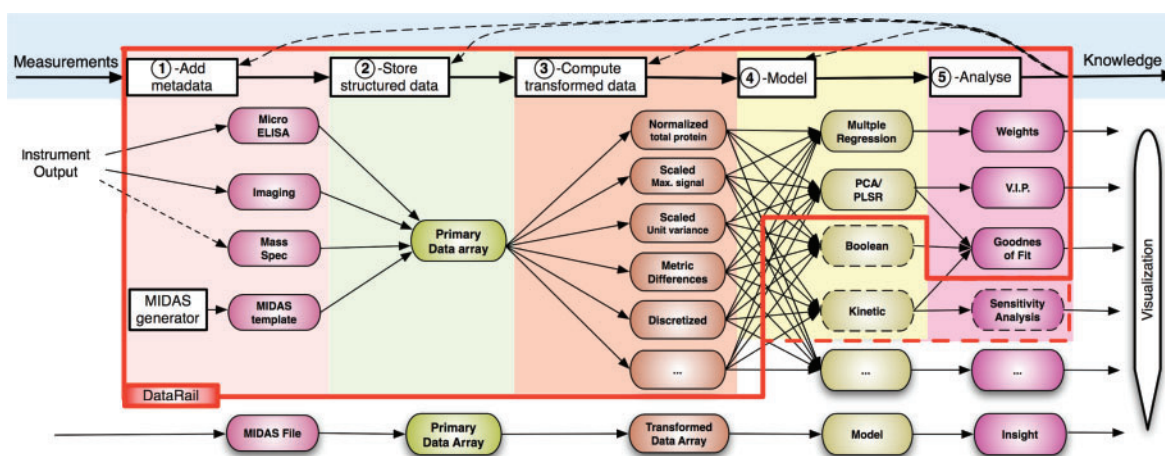 Measurements
①-Add
metadata
②-Store
structured data
③-Compute
transformed data
④-Model
⑤-Analyse
Knowledge
Instrument
Output
Micro
ELISA
Imaging
Mass
Spec
MIDAS
generator
MIDAS
template
Primary
Data array
Normalized
total protein
Scaled
Max. signal
Scaled
Unit variance
Metric
Differences
Discretized
...
Multple
Regression
PCA/
PLSR
Boolean
Kinetic
...
Weights
V.I.P.
Goodnes
of Fit
Sensitivity
Analysis
...
Visualization
DataRail
MIDAS File
Primary
Data Array
Transformed
Data Array
Model
Insight